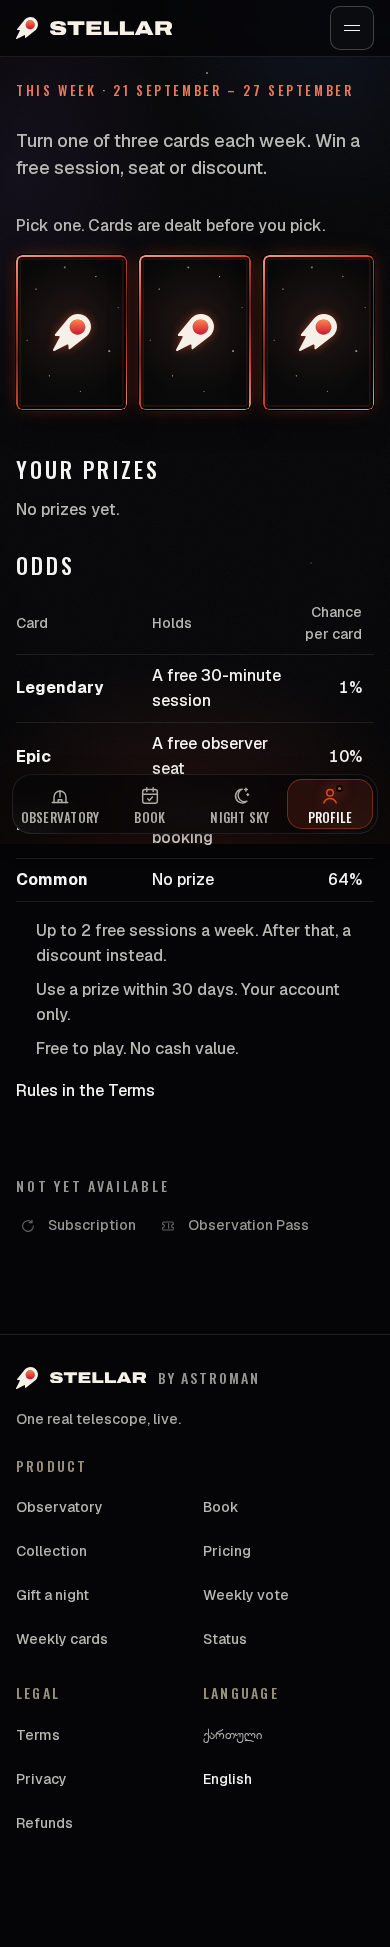 STELLAR
THIS WEEK · 21 SEPTEMBER – 27 SEPTEMBER
Turn one of three cards each week. Win a
free session, seat or discount.
Pick one. Cards are dealt before you pick.
YOUR PRIZES
No prizes yet.
ODDS
Card Holds Chance
per card
Legendary A free 30-minute
session 1%
Epic A free observer
seat 10%
OBSERVATORY BOOK NIGHT SKY PROFILE
booking
Common No prize 64%
Up to 2 free sessions a week. After that, a
discount instead.
Use a prize within 30 days. Your account
only.
Free to play. No cash value.
Rules in the Terms
NOT YET AVAILABLE
Subscription Observation Pass
STELLAR BY ASTROMAN
One real telescope, live.
PRODUCT
Observatory Book
Collection Pricing
Gift a night Weekly vote
Weekly cards Status
LEGAL LANGUAGE
Terms ქართული
Privacy English
Refunds